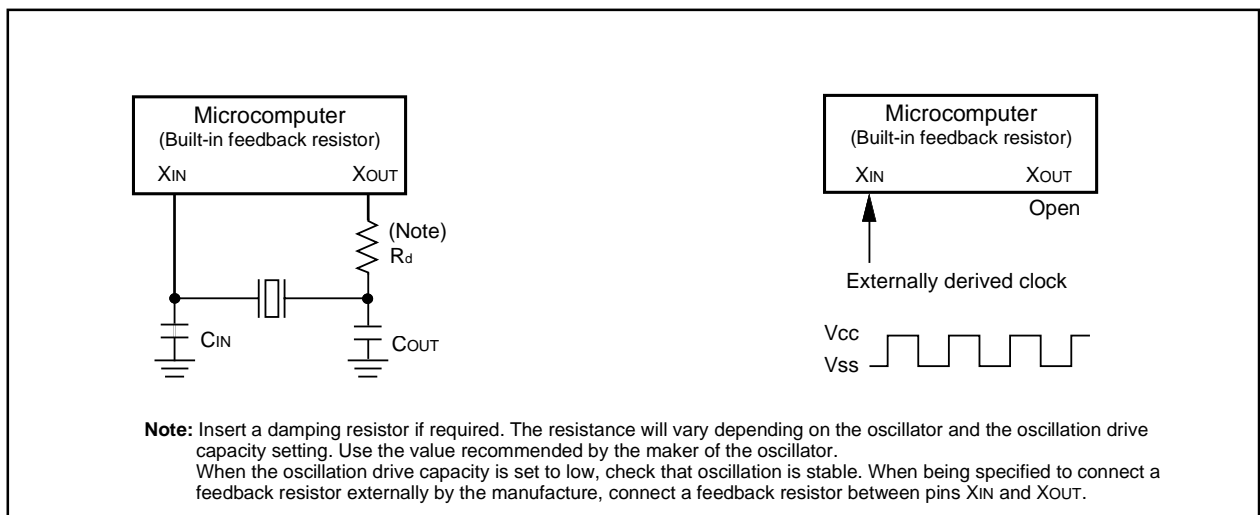 Microcomputer
(Built-in feedback resistor)
XIN XOUT
(Note)
Rd
CIN
COUT
Microcomputer
(Built-in feedback resistor)
XIN XOUT
Open
Externally derived clock
Vcc
Vss
Note: Insert a damping resistor if required. The resistance will vary depending on the oscillator and the oscillation drive
capacity setting. Use the value recommended by the maker of the oscillator.
When the oscillation drive capacity is set to low, check that oscillation is stable. When being specified to connect a
feedback resistor externally by the manufacture, connect a feedback resistor between pins XIN and XOUT.